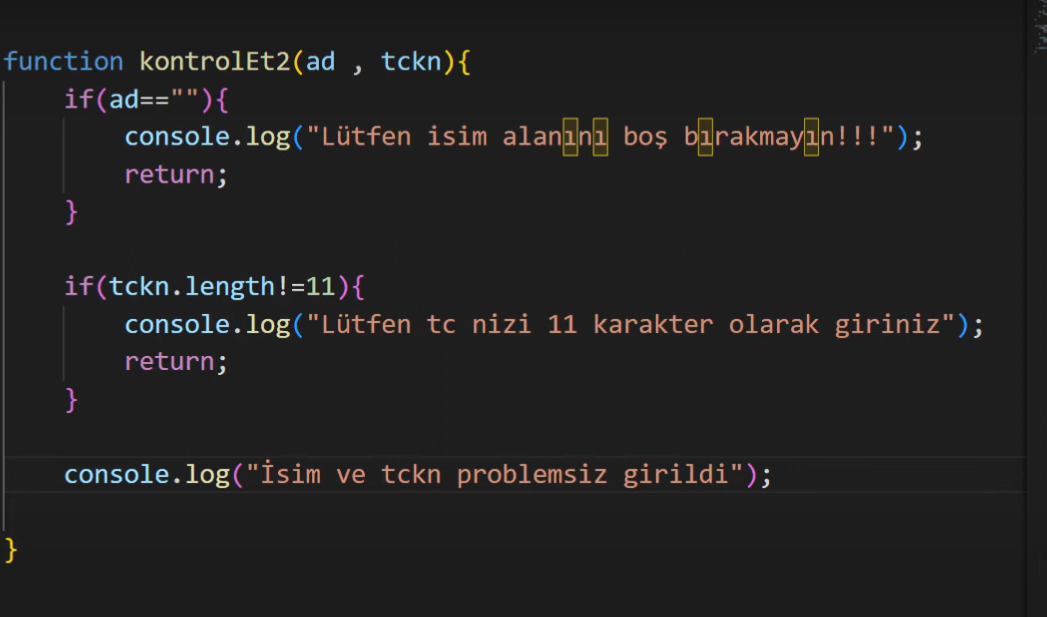 function kontrolEt2(ad , tckn){
if(ad==""){
console.log("Lütfen isim alanını boş bırakmayın!!!");
return;
}
if(tckn.length!=11){
console.log("Lütfen tc nizi 11 karakter olarak giriniz");
return;
}
console.log("İsim ve tckn problemsiz girildi");
}